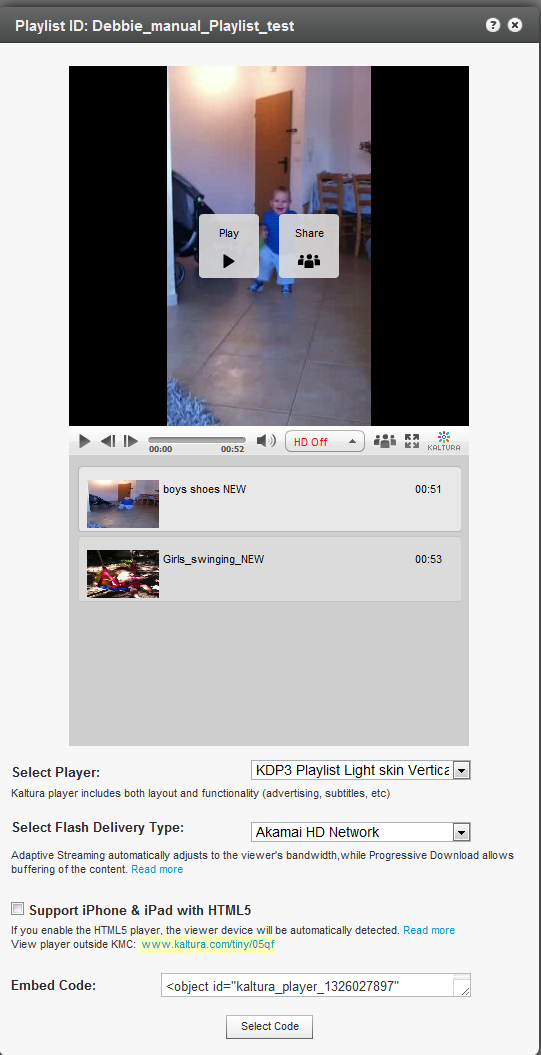 Playlist ID: Debbie_manual_Playlist_test
Play
Share
00:00
00:52
HD Off
KALTURA
boys shoes NEW
00:51
Girls_swinging_NEW
00:53
Select Player:
KDP3 Playlist Light skin Vertica
Kaltura player includes both layout and functionality (advertising, subtitles, etc)
Select Flash Delivery Type:
Akamai HD Network
Adaptive Streaming automatically adjusts to the viewer's bandwidth,while Progressive Download allows
buffering of the content. Read more
Support iPhone & iPad with HTML5
If you enable the HTML5 player, the viewer device will be automatically detected. Read more
View player outside KMC: www.kaltura.com/tiny/05qf
Embed Code:
<object id="kaltura_player_1326027897"
Select Code